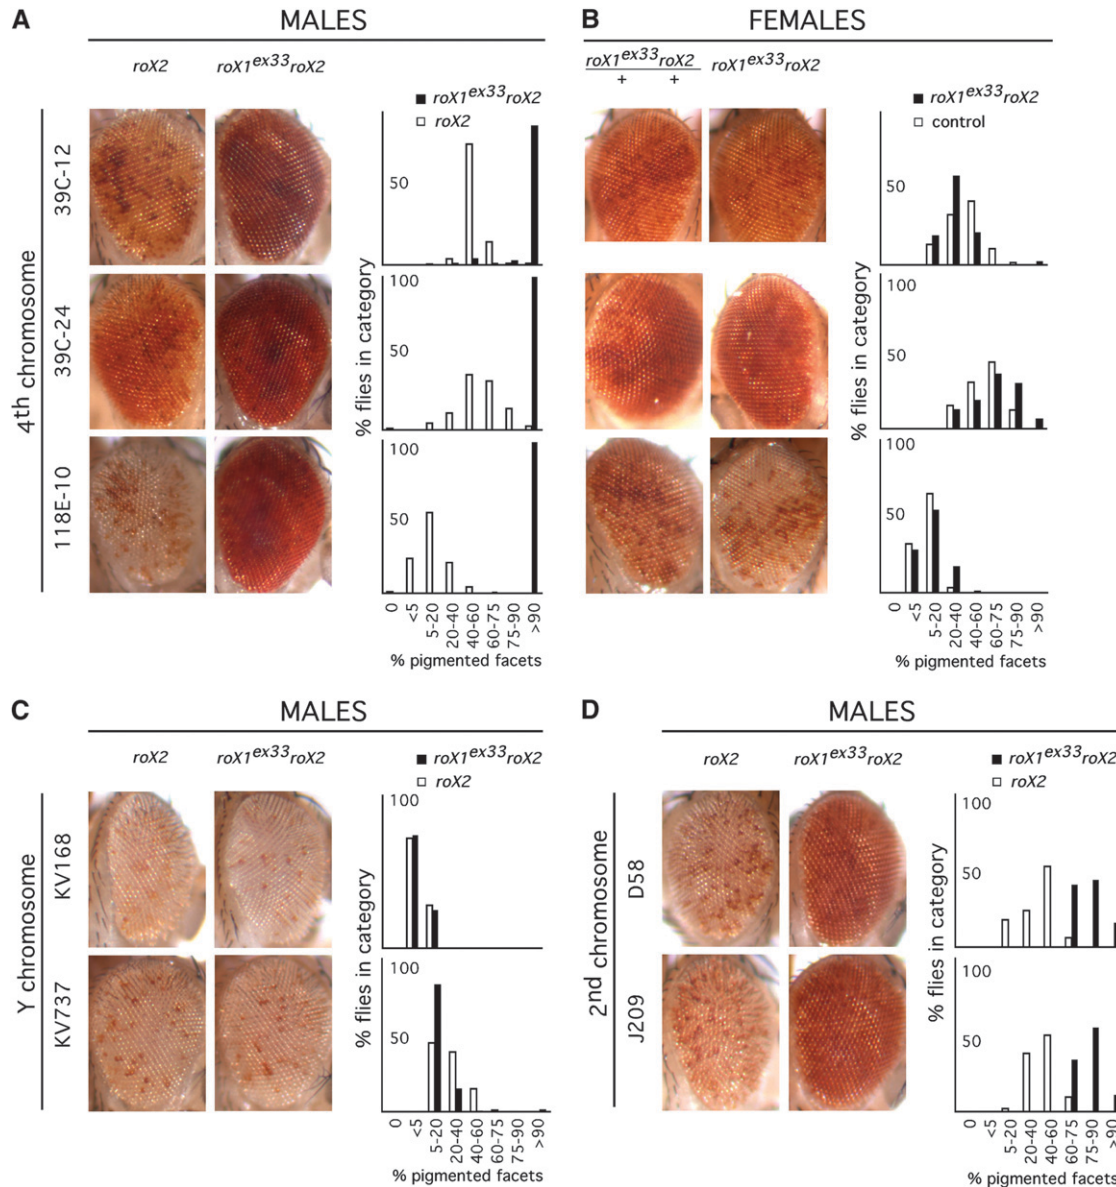 A
MALES
roX2
roX1ex33roX2
■ roX1ex33roX2
□ roX2
4th chromosome
39C-12
39C-24
118E-10
% flies in category
50
100
50
100
50
0
<5
5-20
20-40
40-60
60-75
75-90
>90
% pigmented facets
B
FEMALES
roX1ex33roX2
+ +
roX1ex33roX2
■ roX1ex33roX2
□ control
% flies in category
50
100
50
100
50
0
<5
5-20
20-40
40-60
60-75
75-90
>90
% pigmented facets
C
MALES
roX2
roX1ex33roX2
■ roX1ex33roX2
□ roX2
Y chromosome
KV168
KV737
% flies in category
100
50
100
50
0
<5
5-20
20-40
40-60
60-75
75-90
>90
% pigmented facets
D
MALES
roX2
roX1ex33roX2
■ roX1ex33roX2
□ roX2
2nd chromosome
D58
J209
% flies in category
100
50
100
50
0
<5
5-20
20-40
40-60
60-75
75-90
>90
% pigmented facets